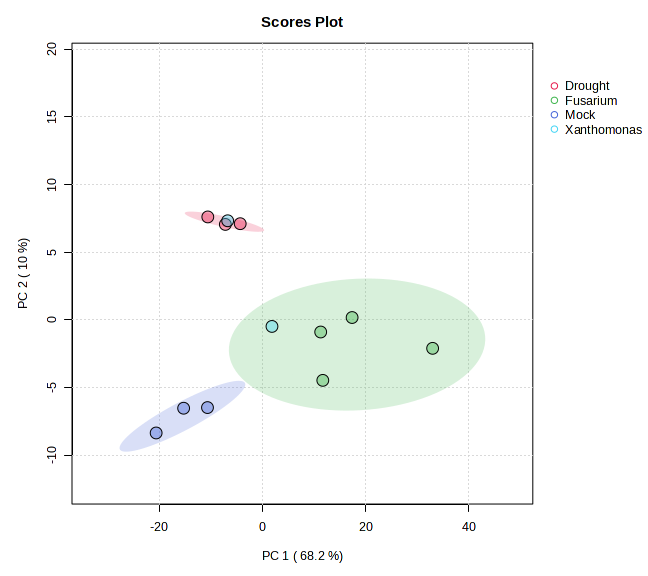 Scores Plot
PC 2 ( 10 %)
20
15
10
5
0
-5
-10
-20
0
20
40
PC 1 ( 68.2 %)
Drought
Fusarium
Mock
Xanthomonas